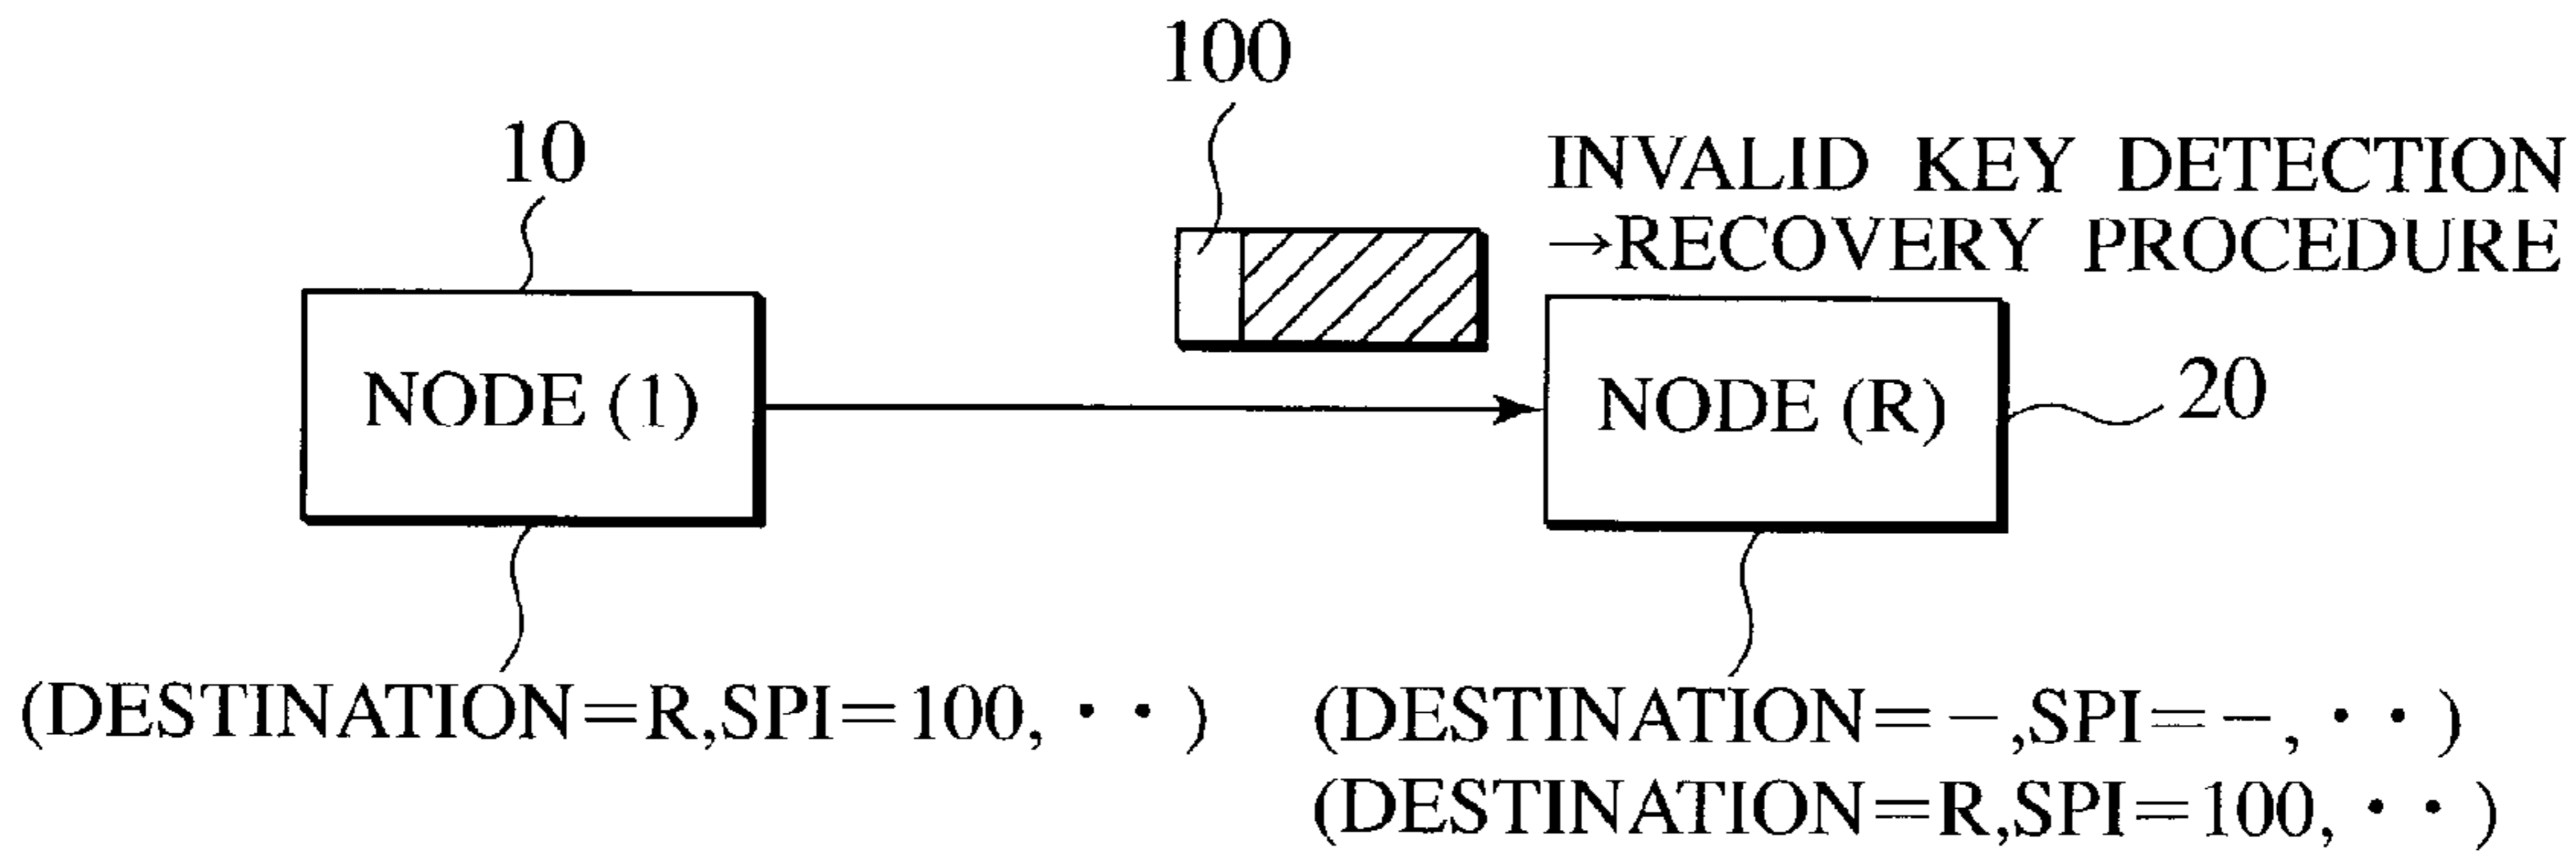 100
10
INVALID KEY DETECTION
→RECOVERY PROCEDURE
NODE (1)
NODE (R)
20
(DESTINATION=R,SPI=100, ・・)
(DESTINATION=−,SPI=−, ・・)
(DESTINATION=R,SPI=100, ・・)